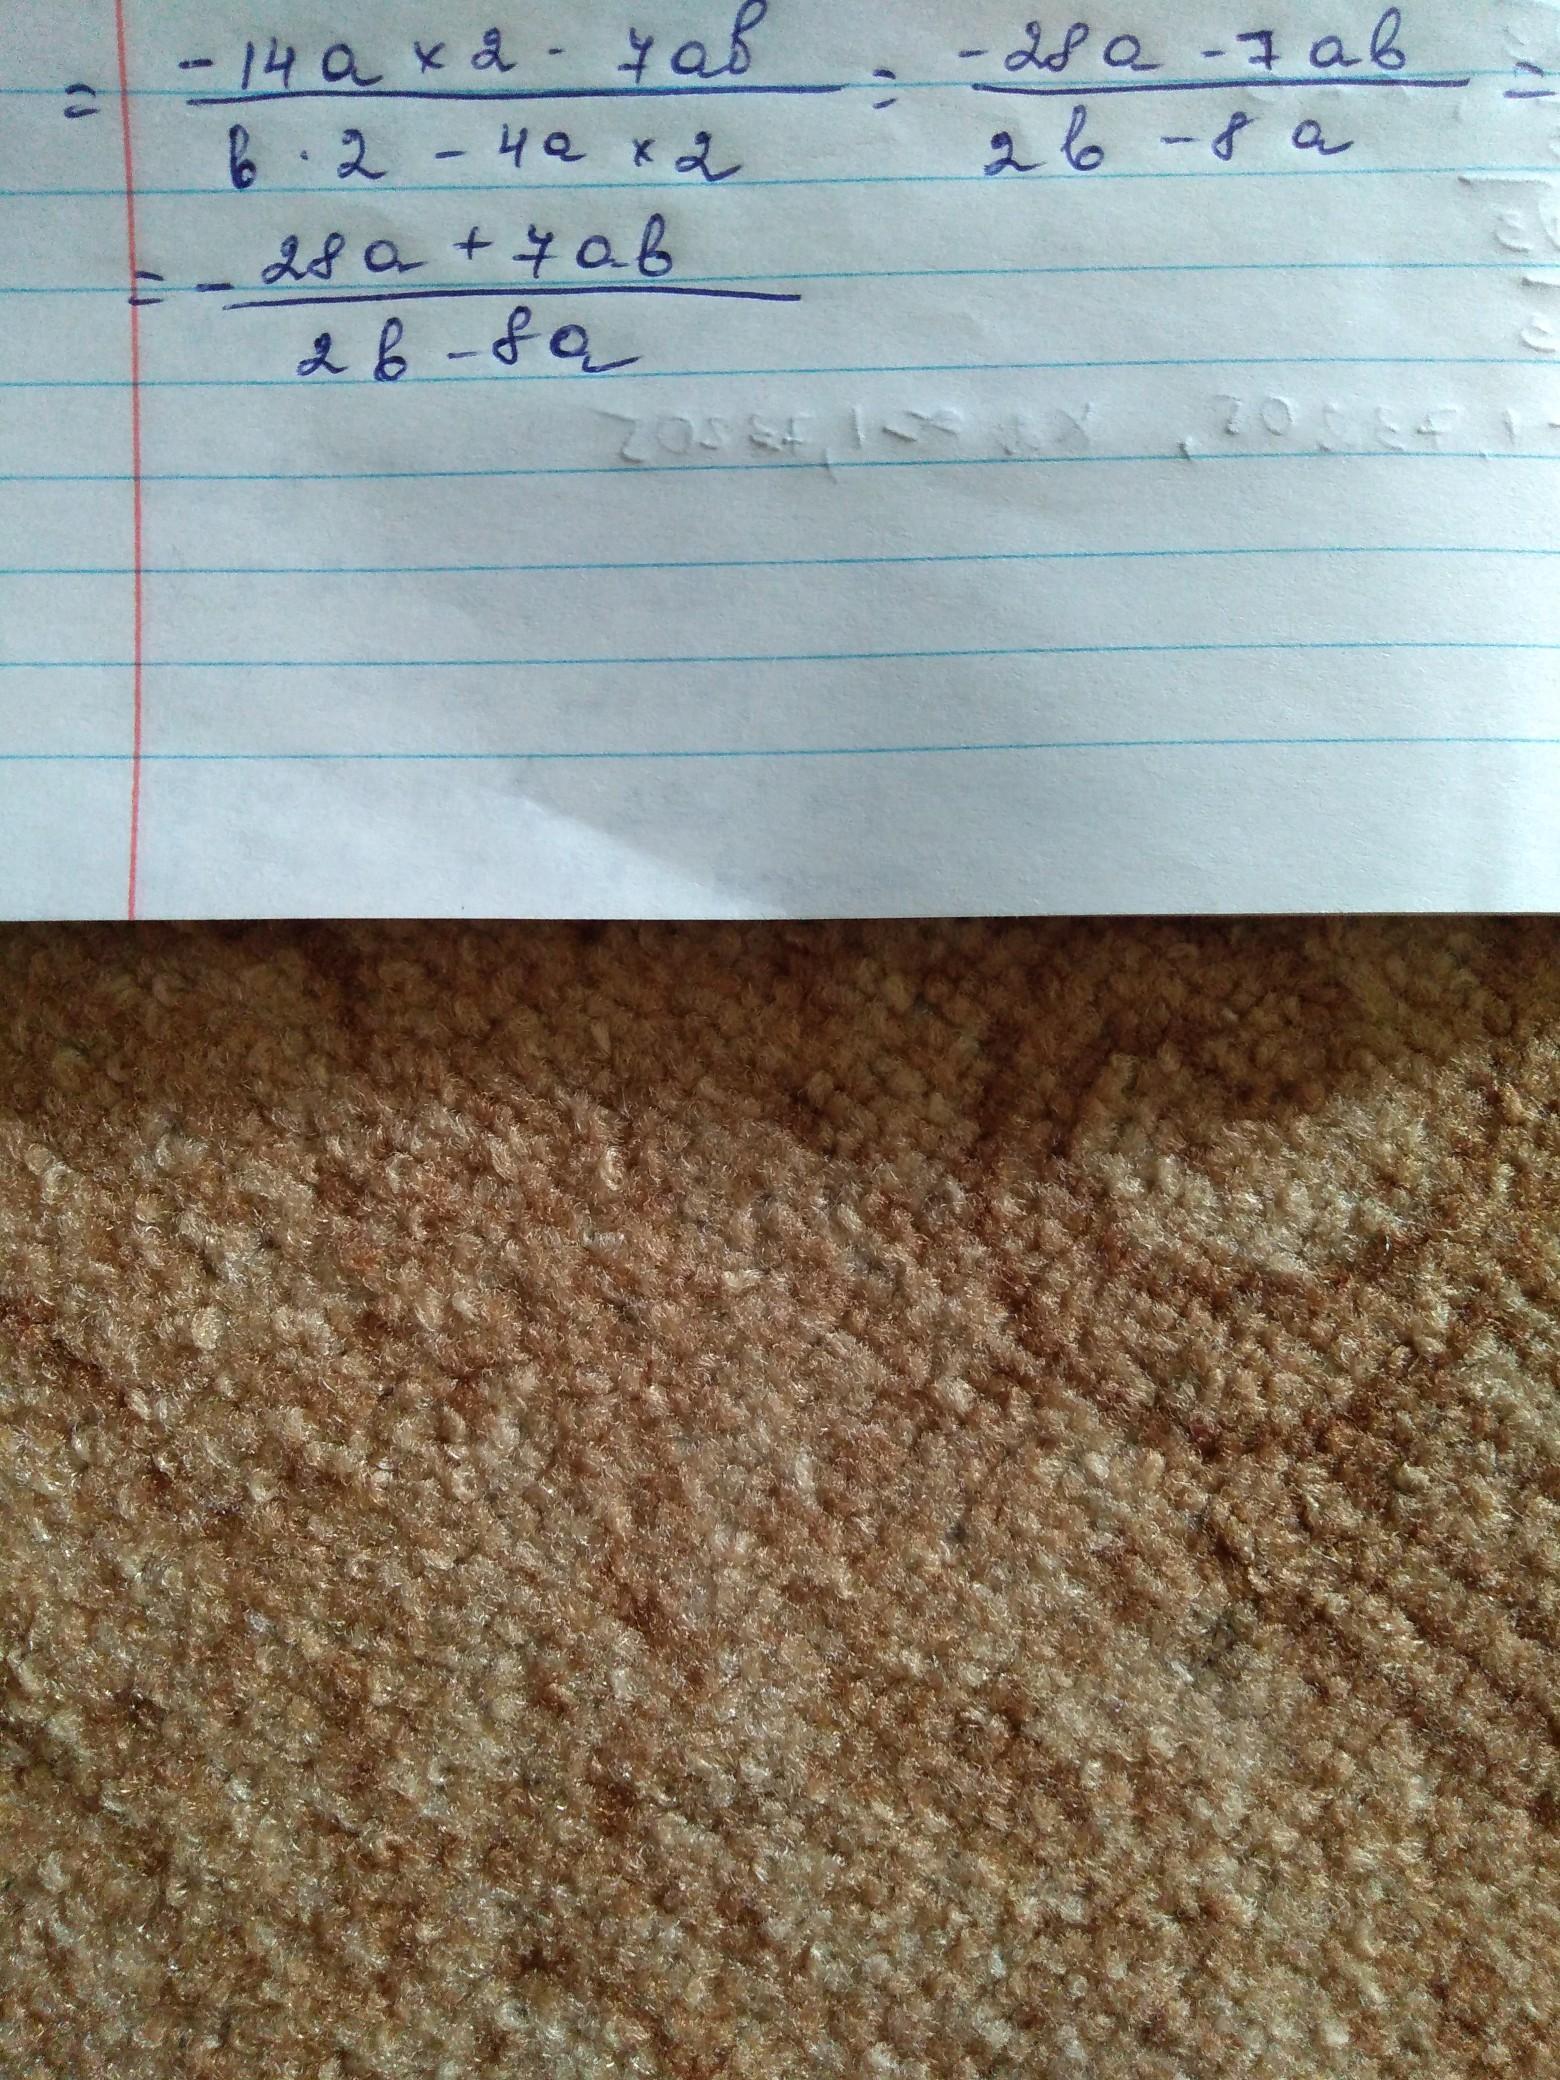 = -14a × 2 - 7ab / b · 2 - 4a × 2 = -28a - 7ab / 2b - 8a =
= - 28a + 7ab / 2b - 8a